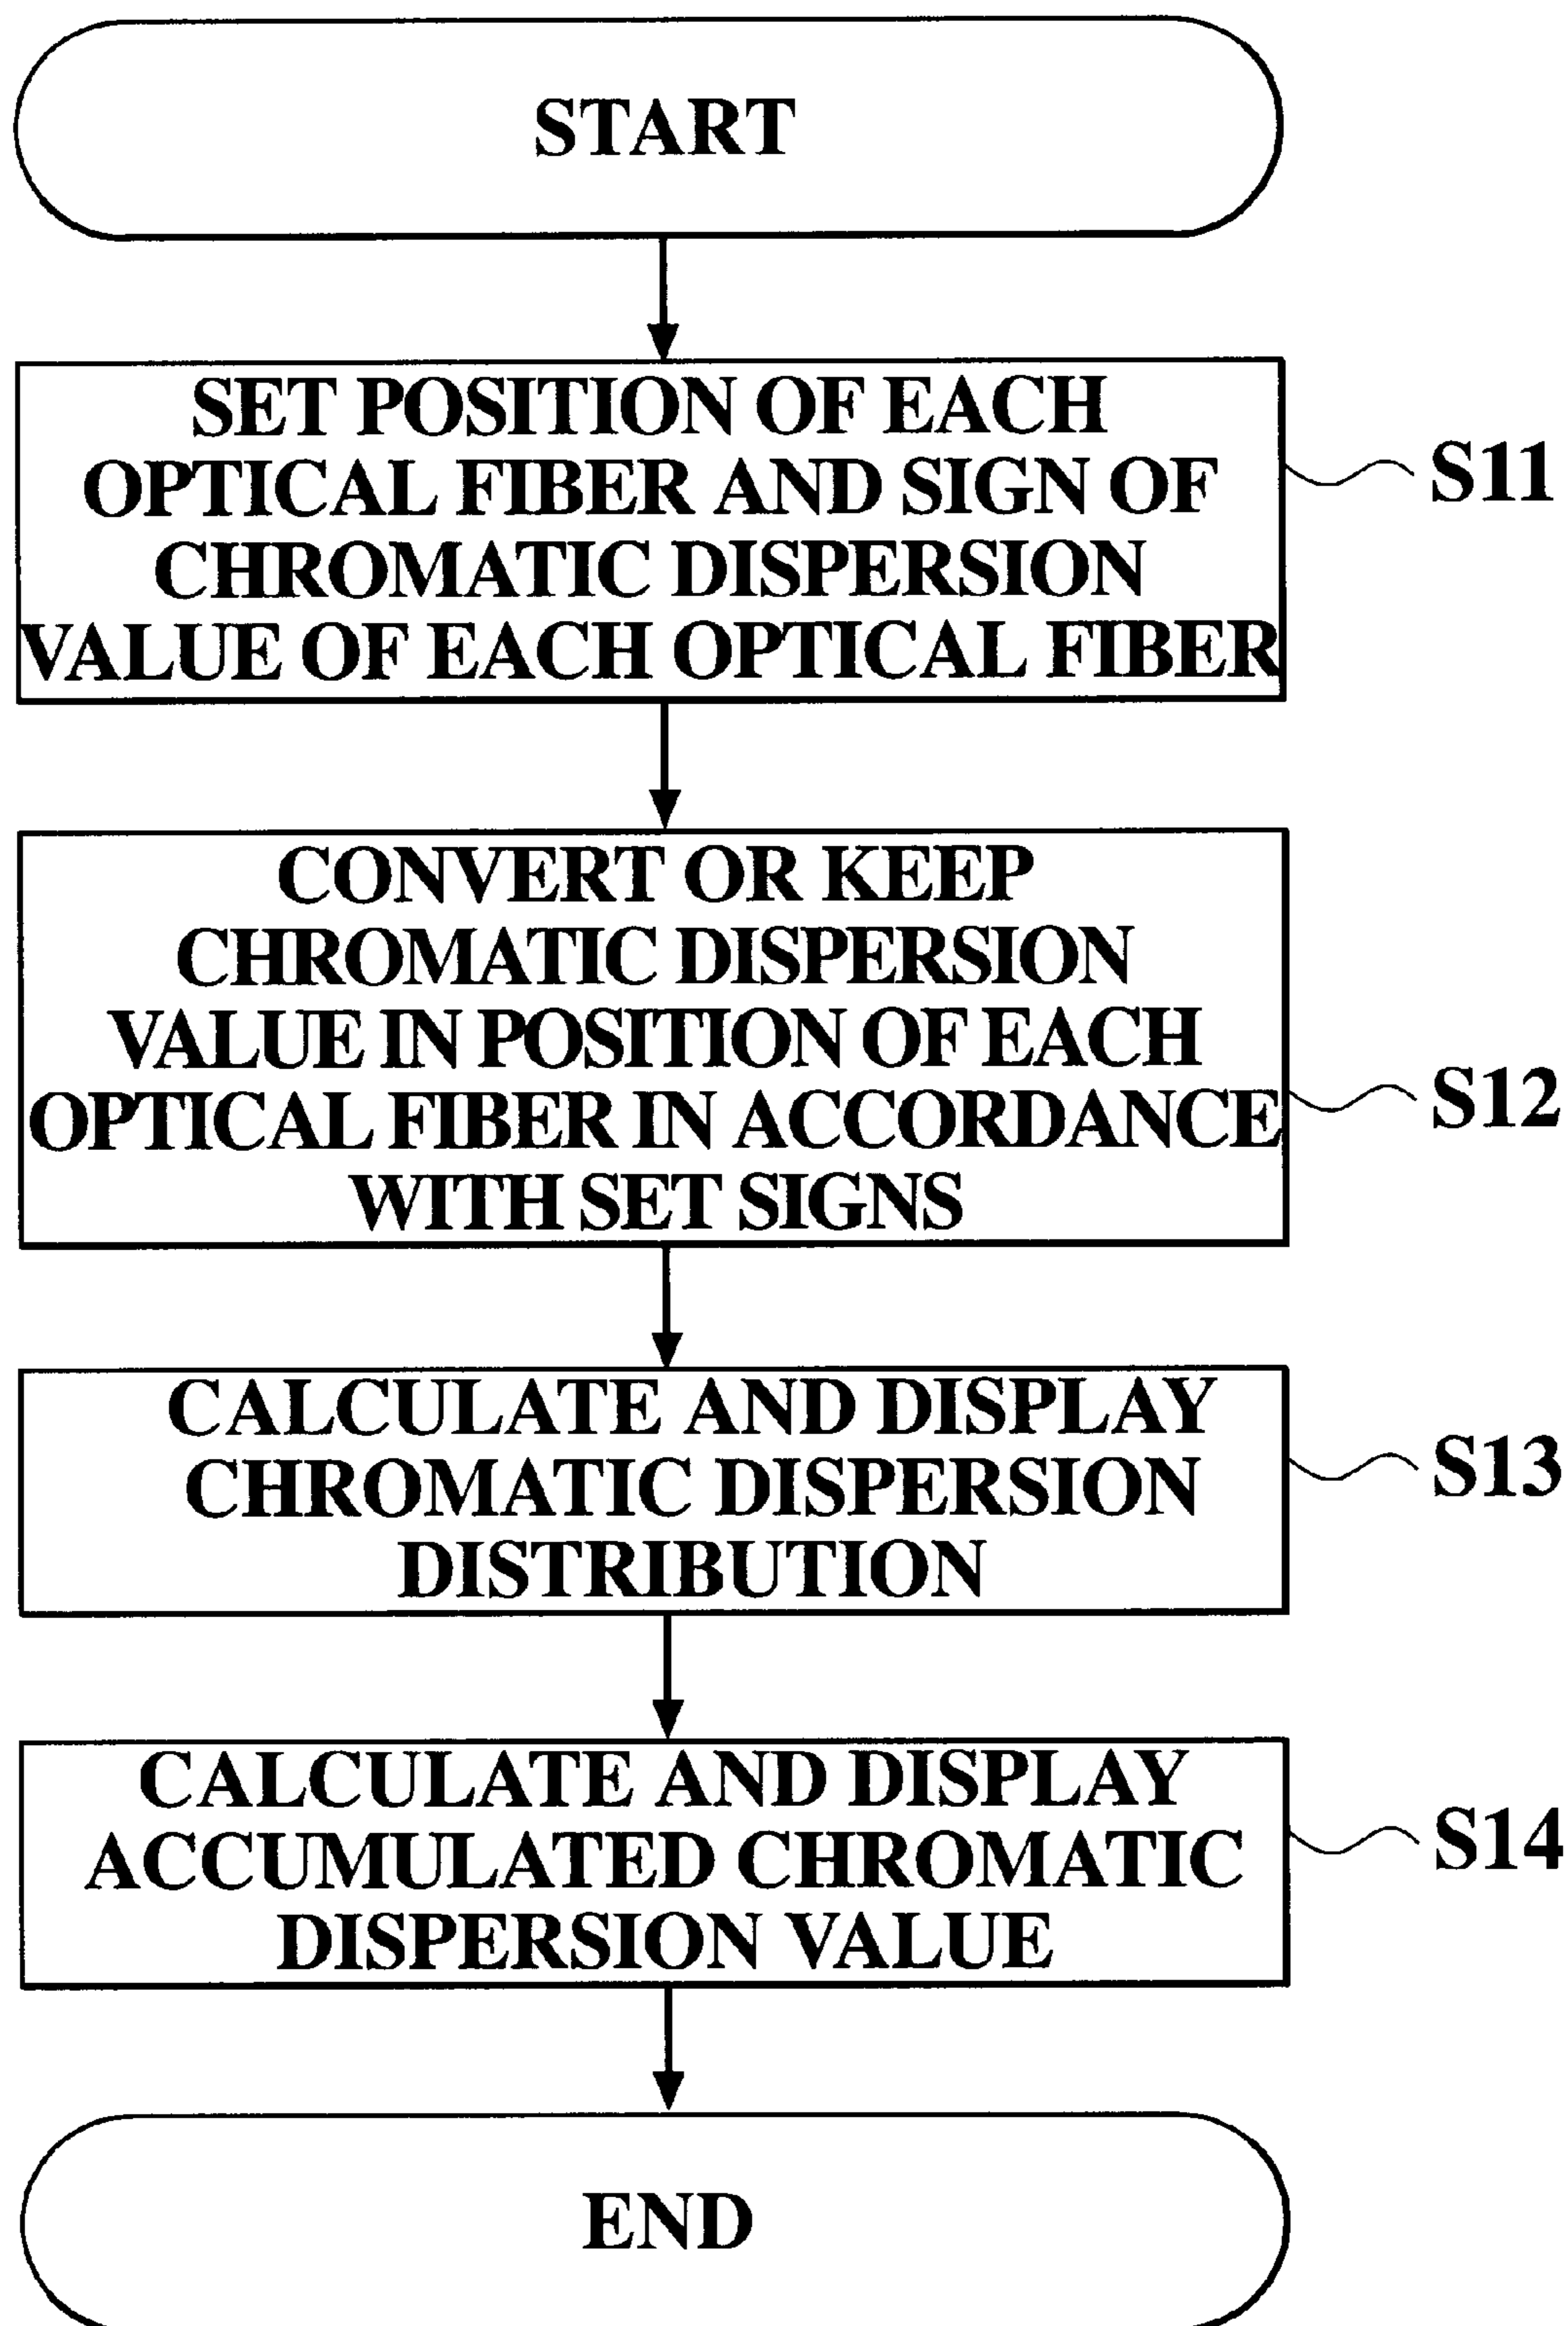 START
SET POSITION OF EACH
OPTICAL FIBER AND SIGN OF
CHROMATIC DISPERSION
VALUE OF EACH OPTICAL FIBER
S11
CONVERT OR KEEP
CHROMATIC DISPERSION
VALUE IN POSITION OF EACH
OPTICAL FIBER IN ACCORDANCE
WITH SET SIGNS
S12
CALCULATE AND DISPLAY
CHROMATIC DISPERSION
DISTRIBUTION
S13
CALCULATE AND DISPLAY
ACCUMULATED CHROMATIC
DISPERSION VALUE
S14
END